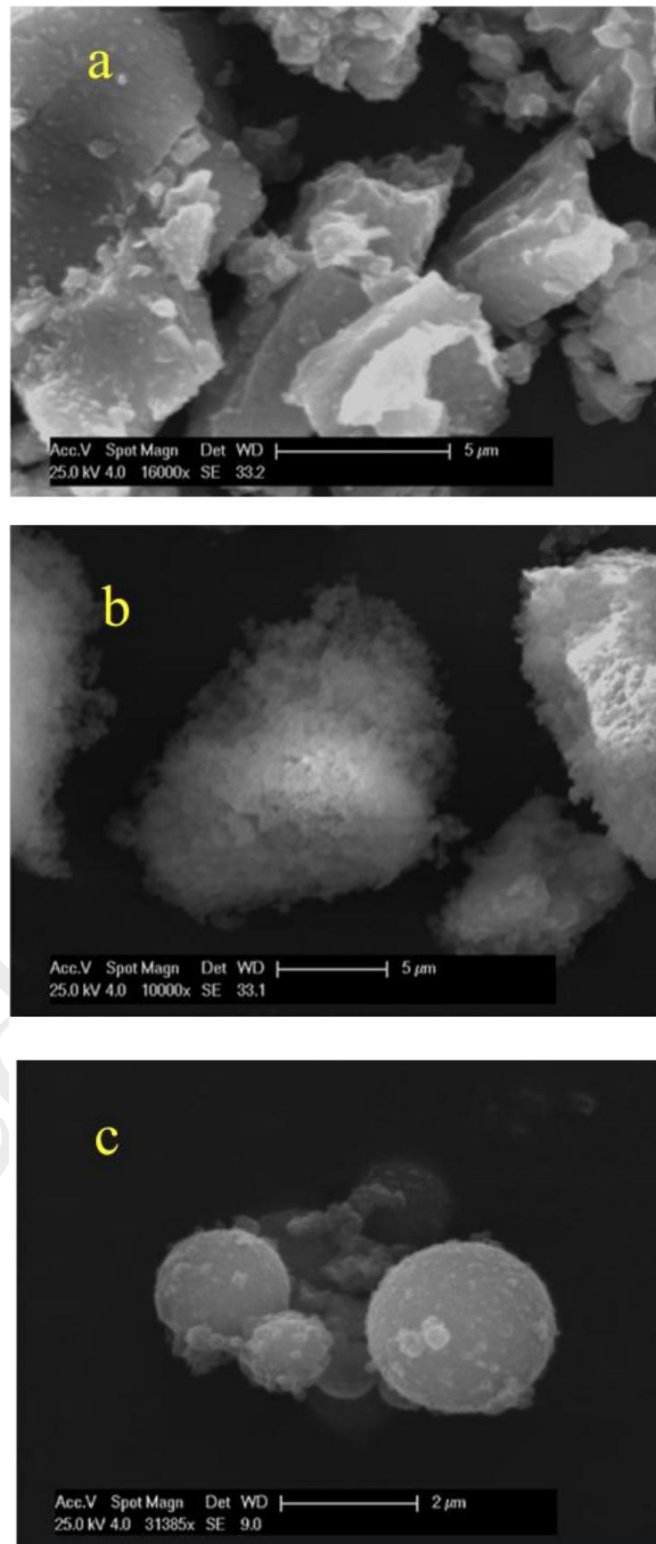 a
Acc.V Spot Magn Det WD 5 µm
25.0 kV 4.0 16000x SE 33.2
b
Acc.V Spot Magn Det WD 5 µm
25.0 kV 4.0 10000x SE 33.1
c
Acc.V Spot Magn Det WD 2 µm
25.0 kV 4.0 31385x SE 9.0